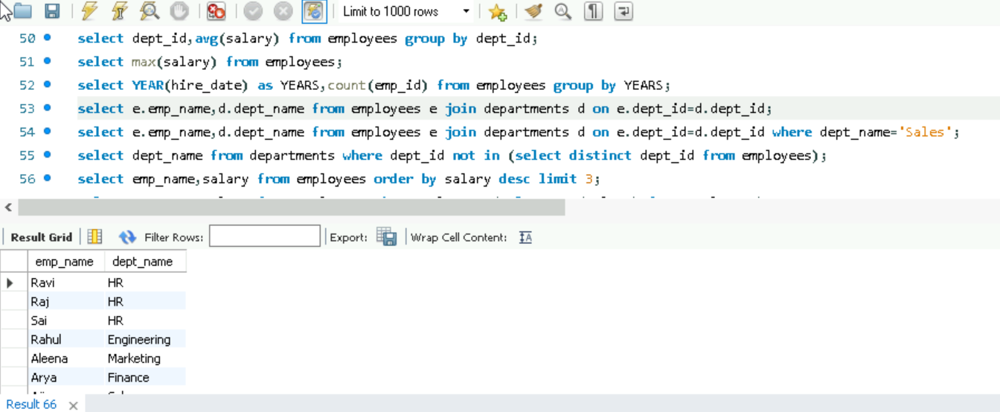 Limit to 1000 rows
50 select dept_id,avg(salary) from employees group by dept_id;
51 select max(salary) from employees;
52 select YEAR(hire_date) as YEARS,count(emp_id) from employees group by YEARS;
53 select e.emp_name,d.dept_name from employees e join departments d on e.dept_id=d.dept_id;
54 select e.emp_name,d.dept_name from employees e join departments d on e.dept_id=d.dept_id where dept_name='Sales';
55 select dept_name from departments where dept_id not in (select distinct dept_id from employees);
56 select emp_name,salary from employees order by salary desc limit 3;
Result Grid Filter Rows: Export: Wrap Cell Content: IA
emp_name dept_name
Ravi HR
Raj HR
Sai HR
Rahul Engineering
Aleena Marketing
Arya Finance
Result 66 ×